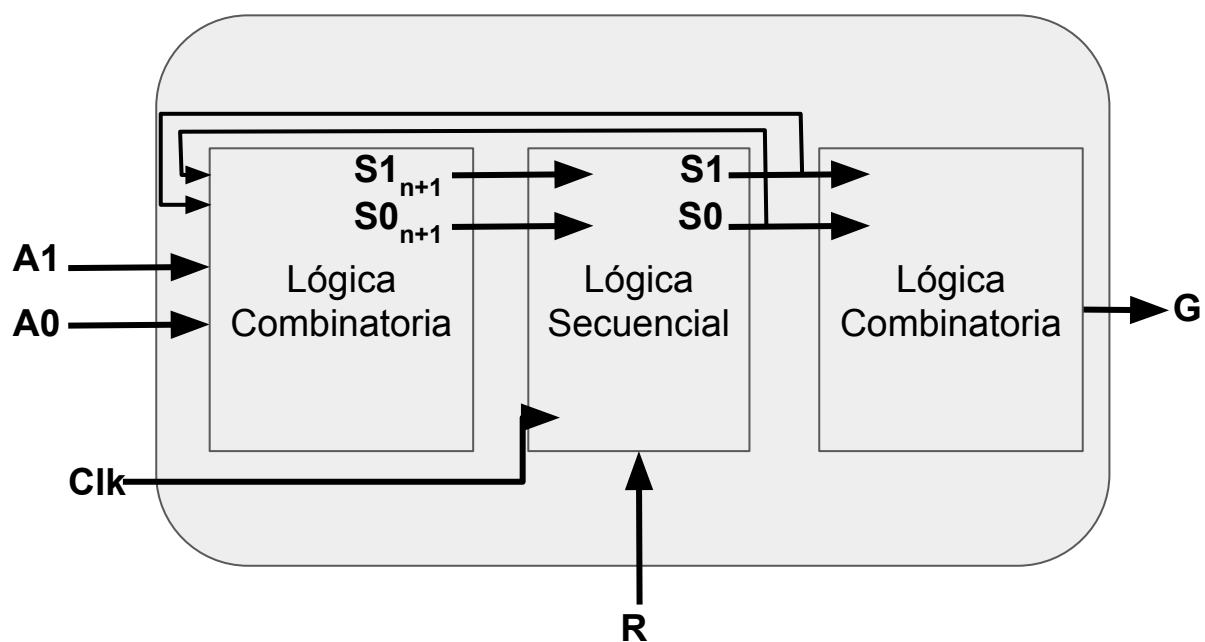 S1n+1
S1
S0n+1
S0
A1
A0
Lógica
Combinatoria
Lógica
Secuencial
Lógica
Combinatoria
G
Clk
R